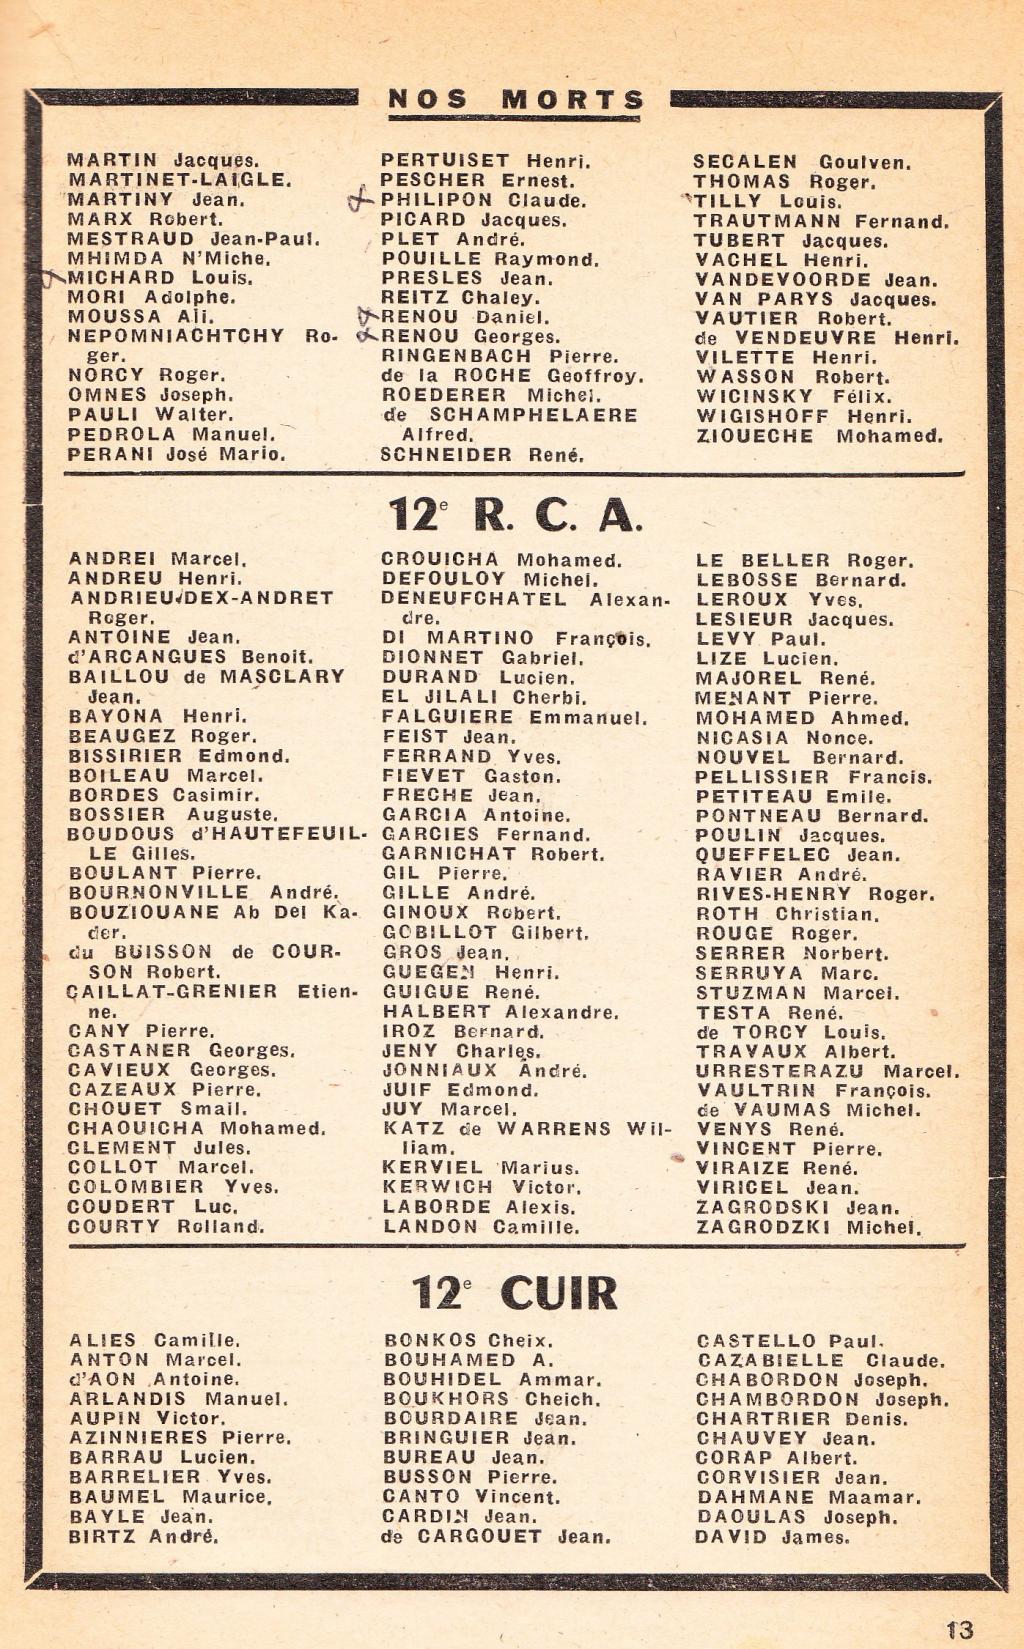 NOS MORTS
MARTIN Jacques.
MARTINET-LAIGLE.
MARTINY Jean.
MARX Robert.
MESTRAUD Jean-Paul.
MHIMDA N'Miche.
MICHARD Louis.
MORI Adolphe.
MOUSSA Ali.
NEPOMNIACHTCHY Ro-
ger.
NORCY Roger.
OMNES Joseph.
PAULI Walter.
PEDROLA Manuel.
PERANI José Mario.
PERTUISET Henri.
PESCHER Ernest.
PHILIPON Claude.
PICARD Jacques.
PLET André.
POUILLE Raymond.
PRESLES Jean.
REITZ Chaley.
RENOU Daniel.
RENOU Georges.
RINGENBACH Pierre.
de la ROCHE Geoffroy.
ROEDERER Michel.
de SCHAMPHELAERE
Alfred.
SCHNEIDER René.
SECALEN Goulven.
THOMAS Roger.
TILLY Louis.
TRAUTMANN Fernand.
TUBERT Jacques.
VACHEL Henri.
VANDEVOORDE Jean.
VAN PARYS Jacques.
VAUTIER Robert.
de VENDEUVRE Henri.
VILETTE Henri.
WASSON Robert.
WICINSKY Félix.
WIGISHOFF Henri.
ZIOUECHE Mohamed.
12e R. C. A.
ANDREI Marcel.
ANDREU Henri.
ANDRIEU-DEX-ANDRET
Roger.
ANTOINE Jean.
d'ARCANGUES Benoit.
BAILLOU de MASCLARY
Jean.
BAYONA Henri.
BEAUGEZ Roger.
BISSIRIER Edmond.
BOILEAU Marcel.
BORDES Casimir.
BOSSIER Auguste.
BOUDOUS d'HAUTEFEUIL-
LE Gilles.
BOULANT Pierre.
BOURNONVILLE André.
BOUZIOUANE Ab Del Ka-
der.
du BUISSON de COUR-
SON Robert.
CAILLAT-GRENIER Etien-
ne.
CANY Pierre.
CASTANER Georges.
CAVIEUX Georges.
CAZEAUX Pierre.
CHOUET Smail.
CHAOUICHA Mohamed.
CLEMENT Jules.
COLLOT Marcel.
COLOMBIER Yves.
COUDERT Luc.
COURTY Rolland.
CROUICHA Mohamed.
DEFOULOY Michel.
DENEUFCHATEL Alexan-
dre.
DI MARTINO François.
DIONNET Gabriel.
DURAND Lucien.
EL JILALI Cherbi.
FALGUIERE Emmanuel.
FEIST Jean.
FERRAND Yves.
FIEVET Gaston.
FRECHE Jean.
GARCIA Antoine.
GARCIES Fernand.
GARNICHAT Robert.
GIL Pierre.
GILLE André.
GINOUX Robert.
GOBILLOT Gilbert.
GROS Jean.
GUEGEN Henri.
GUIGUE René.
HALBERT Alexandre.
IROZ Bernard.
JENY Charles.
JONNIAUX André.
JUIF Edmond.
JUY Marcel.
KATZ de WARRENS Wil-
liam.
KERVIEL Marius.
KERWICH Victor.
LABORDE Alexis.
LANDON Camille.
LE BELLER Roger.
LEBOSSE Bernard.
LEROUX Yves.
LESIEUR Jacques.
LEVY Paul.
LIZE Lucien.
MAJOREL René.
MENANT Pierre.
MOHAMED Ahmed.
NICASIA Nonce.
NOUVEL Bernard.
PELLISSIER Francis.
PETITEAU Emile.
PONTNEAU Bernard.
POULIN Jacques.
QUEFFELEC Jean.
RAVIER André.
RIVES-HENRY Roger.
ROTH Christian.
ROUGE Roger.
SERRER Norbert.
SERRUYA Marc.
STUZMAN Marcel.
TESTA René.
de TORCY Louis.
TRAVAUX Albert.
URRESTERAZU Marcel.
VAULTRIN François.
de VAUMAS Michel.
VENYS René.
VINCENT Pierre.
VIRAIZE René.
VIRICEL Jean.
ZAGRODSKI Jean.
ZAGRODZKI Michel.
12e CUIR
ALIES Camille.
ANTON Marcel.
d'AON Antoine.
ARLANDIS Manuel.
AUPIN Victor.
AZINNIERES Pierre.
BARRAU Lucien.
BARRELIER Yves.
BAUMEL Maurice.
BAYLE Jean.
BIRTZ André.
BONKOS Cheix.
BOUHAMED A.
BOUHIDEL Ammar.
BOUKHORS Cheich.
BOURDAIRE Jean.
BRINGUIER Jean.
BUREAU Jean.
BUSSON Pierre.
CANTO Vincent.
CARDIN Jean.
de CARGOUET Jean.
CASTELLO Paul.
CAZABIELLE Claude.
CHABORDON Joseph.
CHAMBORDON Joseph.
CHARTRIER Denis.
CHAUVEY Jean.
CORAP Albert.
CORVISIER Jean.
DAHMANE Maamar.
DAOULAS Joseph.
DAVID James.
13